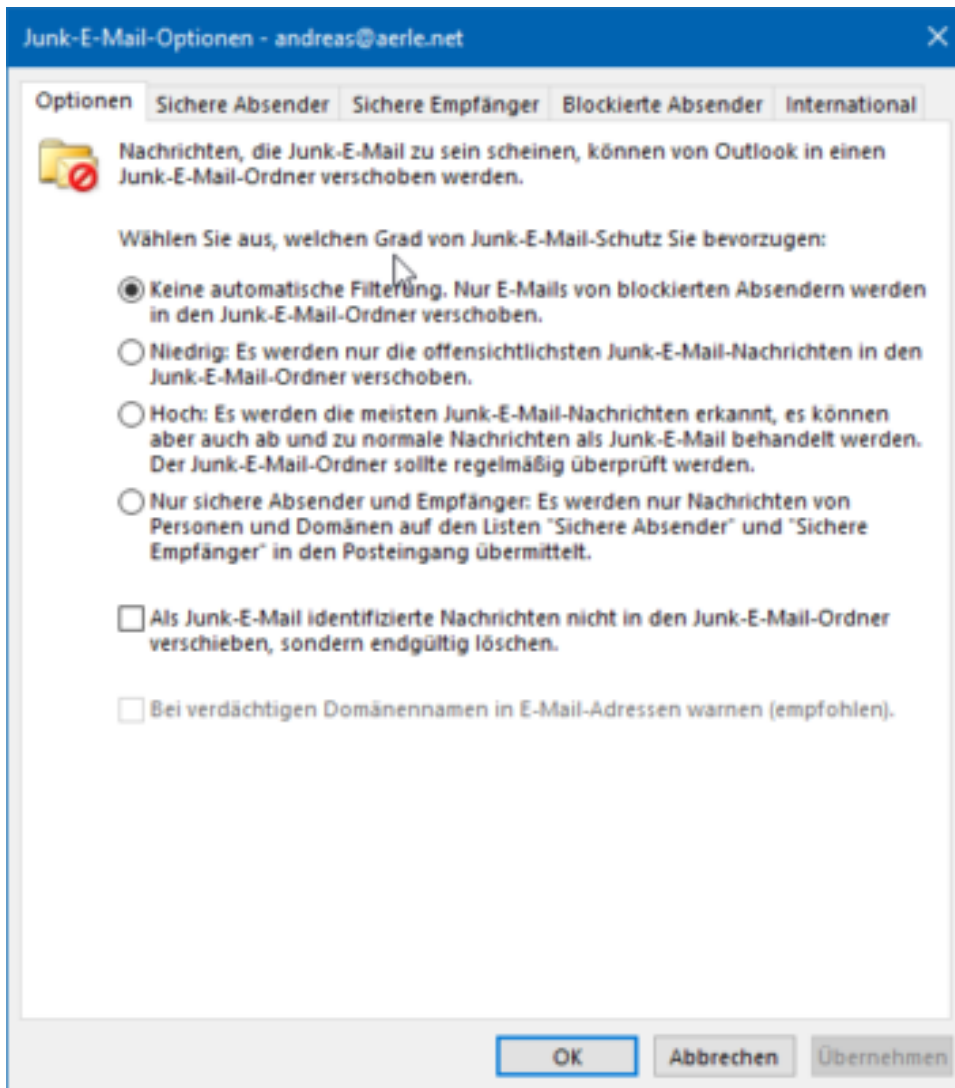 Junk-E-Mail-Optionen - andreas@aerle.net
Optionen Sichere Absender Sichere Empfänger Blockierte Absender International
Nachrichten, die Junk-E-Mail zu sein scheinen, können von Outlook in einen
Junk-E-Mail-Ordner verschoben werden.
Wählen Sie aus, welchen Grad von Junk-E-Mail-Schutz Sie bevorzugen:
Keine automatische Filterung. Nur E-Mails von blockierten Absendern werden
in den Junk-E-Mail-Ordner verschoben.
Niedrig: Es werden nur die offensichtlichsten Junk-E-Mail-Nachrichten in den
Junk-E-Mail-Ordner verschoben.
Hoch: Es werden die meisten Junk-E-Mail-Nachrichten erkannt, es können
aber auch ab und zu normale Nachrichten als Junk-E-Mail behandelt werden.
Der Junk-E-Mail-Ordner sollte regelmäßig überprüft werden.
Nur sichere Absender und Empfänger: Es werden nur Nachrichten von
Personen und Domänen auf den Listen "Sichere Absender" und "Sichere
Empfänger" in den Posteingang übermittelt.
Als Junk-E-Mail identifizierte Nachrichten nicht in den Junk-E-Mail-Ordner
verschieben, sondern endgültig löschen.
Bei verdächtigen Domänennamen in E-Mail-Adressen warnen (empfohlen).
OK Abbrechen Übernehmen